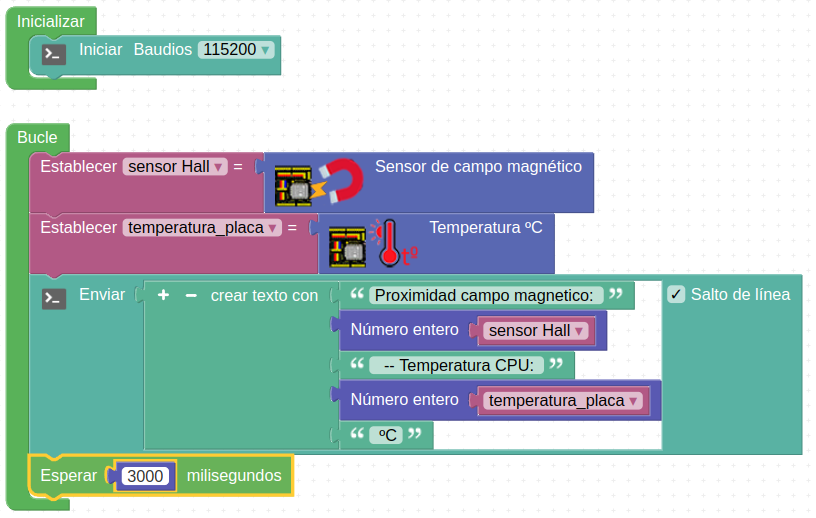 Inicializar
>_ Iniciar Baudios 115200
Bucle
Establecer sensor Hall = Sensor de campo magnético
Establecer temperatura_placa = tº Temperatura ºC
>_ Enviar + − crear texto con “ Proximidad campo magnetico: ” ✓ Salto de línea
Número entero sensor Hall
“ -- Temperatura CPU: ”
Número entero temperatura_placa
“ ºC ”
Esperar 3000 milisegundos